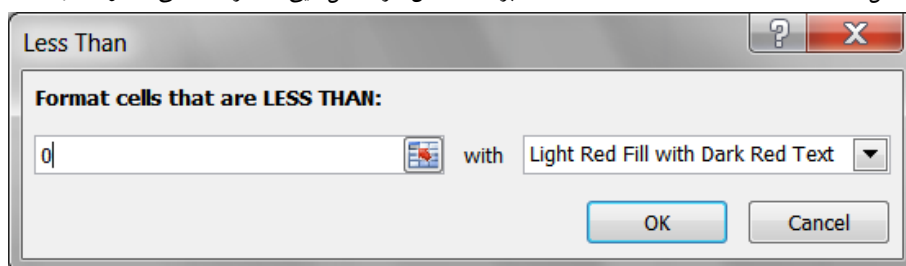 Less Than
Format cells that are LESS THAN:
0 with Light Red Fill with Dark Red Text
OK Cancel